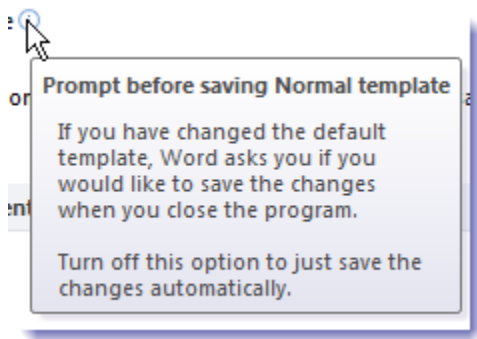 e
Prompt before saving Normal template
or
If you have changed the default
template, Word asks you if you
would like to save the changes
ent
when you close the program.
Turn off this option to just save the
changes automatically.